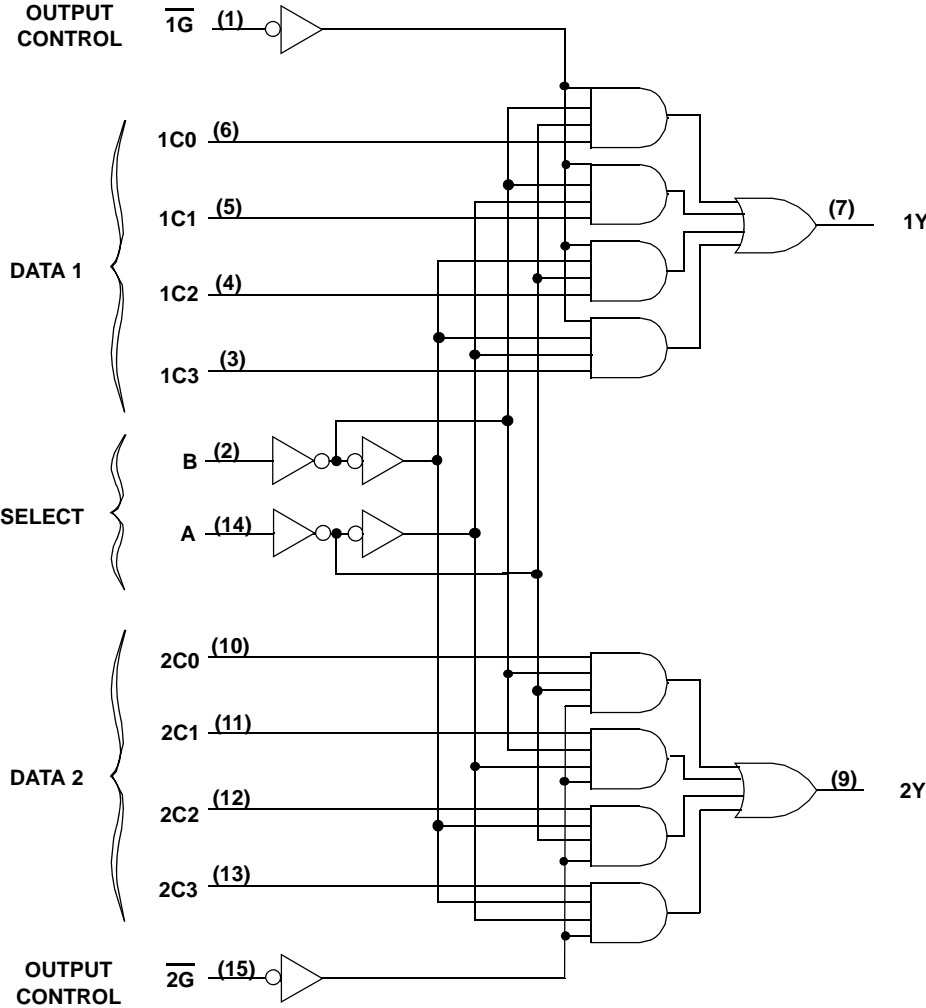 OUTPUT
CONTROL
1G (1)
1C0 (6)
1C1 (5)
DATA 1
1C2 (4)
1C3 (3)
(7) 1Y
B (2)
SELECT
A (14)
2C0 (10)
2C1 (11)
DATA 2
2C2 (12)
2C3 (13)
(9) 2Y
OUTPUT
CONTROL
2G (15)